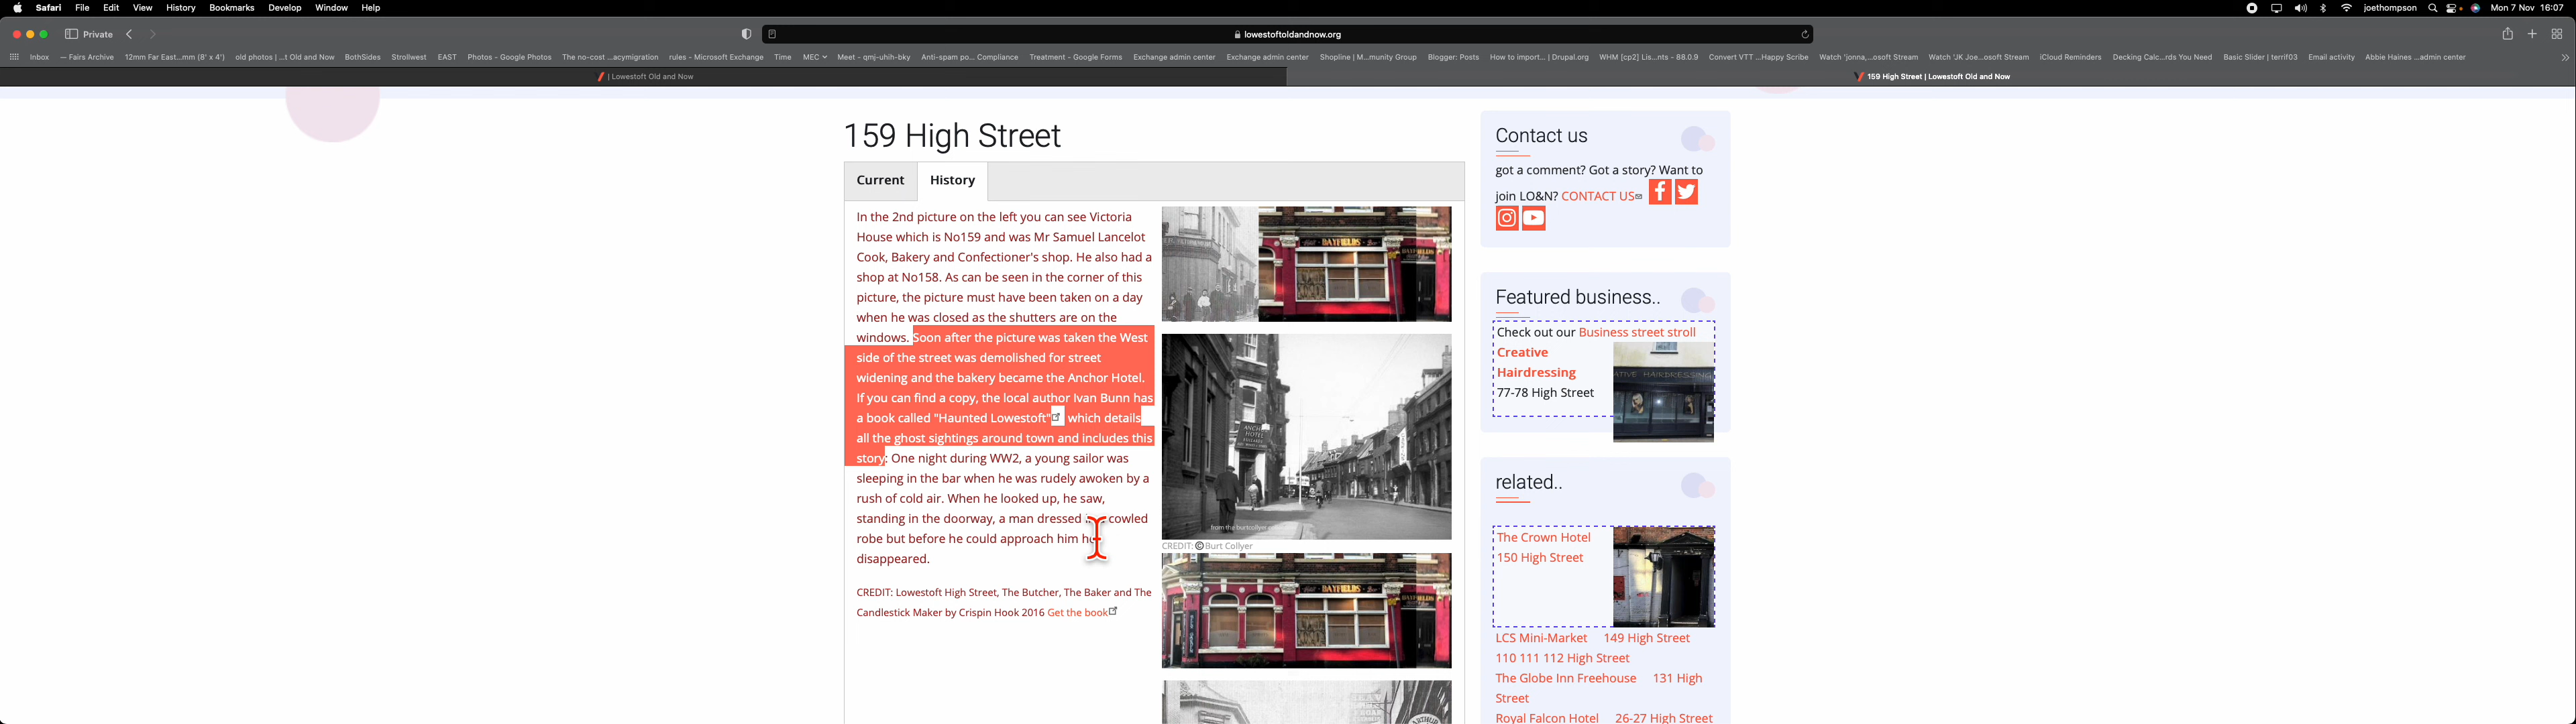 Safari File Edit View History Bookmarks Develop Window Help
joethompson Mon 7 Nov 16:07
Private
lowestoftoldandnow.org
Inbox — Fairs Archive 12mm Far East...mm (8' x 4') old photos | ...t Old and Now BothSides Strollwest EAST Photos - Google Photos The no-cost ...acymigration rules - Microsoft Exchange Time MEC Meet - qmj-uhih-bky Anti-spam po... Compliance Treatment - Google Forms Exchange admin center Exchange admin center Shopline | M...munity Group Blogger: Posts How to import... | Drupal.org WHM [cp2] Lis...nts - 88.0.9 Convert VTT ...Happy Scribe Watch 'jonna,...osoft Stream Watch 'JK Joe...osoft Stream iCloud Reminders Decking Calc...rds You Need Basic Slider | terrif03 Email activity Abbie Haines ...admin center
| Lowestoft Old and Now
159 High Street | Lowestoft Old and Now
159 High Street
Current History
In the 2nd picture on the left you can see Victoria
House which is No159 and was Mr Samuel Lancelot
Cook, Bakery and Confectioner's shop. He also had a
shop at No158. As can be seen in the corner of this
picture, the picture must have been taken on a day
when he was closed as the shutters are on the
windows. Soon after the picture was taken the West
side of the street was demolished for street
widening and the bakery became the Anchor Hotel.
If you can find a copy, the local author Ivan Bunn has
a book called "Haunted Lowestoft" which details
all the ghost sightings around town and includes this
story: One night during WW2, a young sailor was
sleeping in the bar when he was rudely awoken by a
rush of cold air. When he looked up, he saw,
standing in the doorway, a man dressed cowled
robe but before he could approach him he
disappeared.
CREDIT: Lowestoft High Street, The Butcher, The Baker and The
Candlestick Maker by Crispin Hook 2016 Get the book
BAYFIELDS
ANCHOR
HOTEL
from the burtcollyer
CREDIT: © Burt Collyer
BAYFIELDS
Contact us
got a comment? Got a story? Want to
join LO&N? CONTACT US
Featured business..
Check out our Business street stroll
Creative
Hairdressing
77-78 High Street
ATIVE HAIRDRESSING
related..
The Crown Hotel
150 High Street
LCS Mini-Market 149 High Street
110 111 112 High Street
The Globe Inn Freehouse 131 High
Street
Royal Falcon Hotel 26-27 High Street